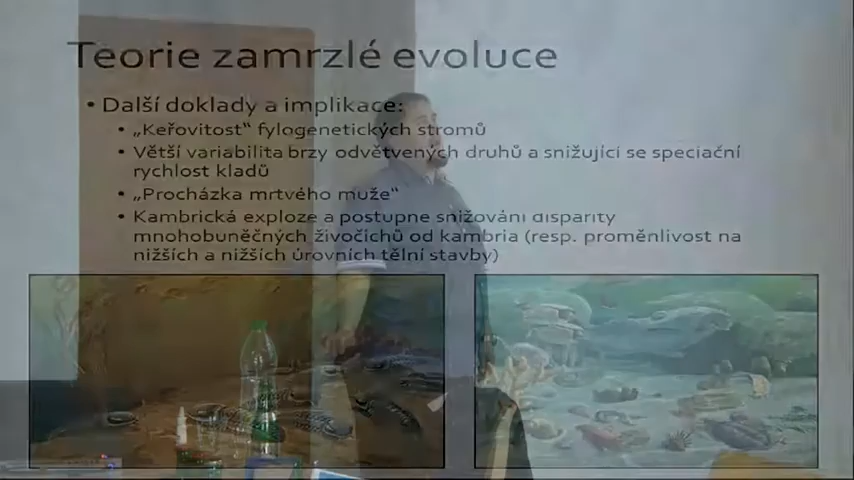 Teorie zamrzlé evoluce
• Další doklady a implikace:
• „Keřovitost“ fylogenetických stromů
• Větší variabilita brzy odvětvených druhů a snižující se speciační
rychlost kladů
• „Procházka mrtvého muže“
• Kambrická exploze a postupne snižování disparity
mnohobuněčných živočichů od kambria (resp. proměnlivost na
nižších a nižších úrovních tělní stavby)